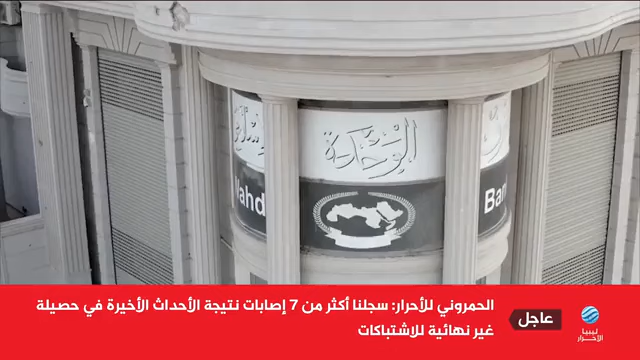 الوحدة
Wahd
Ban
عاجل
الحمروني للأحرار: سجلنا أكثر من 7 إصابات نتيجة الأحداث الأخيرة في حصيلة
غير نهائية للاشتباكات
ليبيا
الأحرار